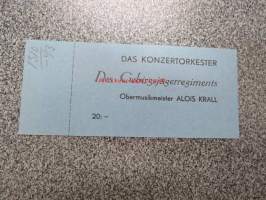 DAS KONZERTORKESTER
Des Gebirgsjägerregiments
Obermusikmeister ALOIS KRALL
20:–